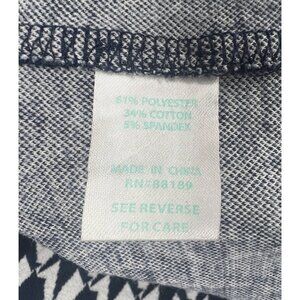 61% POLYESTER
34% COTTON
5% SPANDEX
MADE IN CHINA
RN#88189
SEE REVERSE
FOR CARE